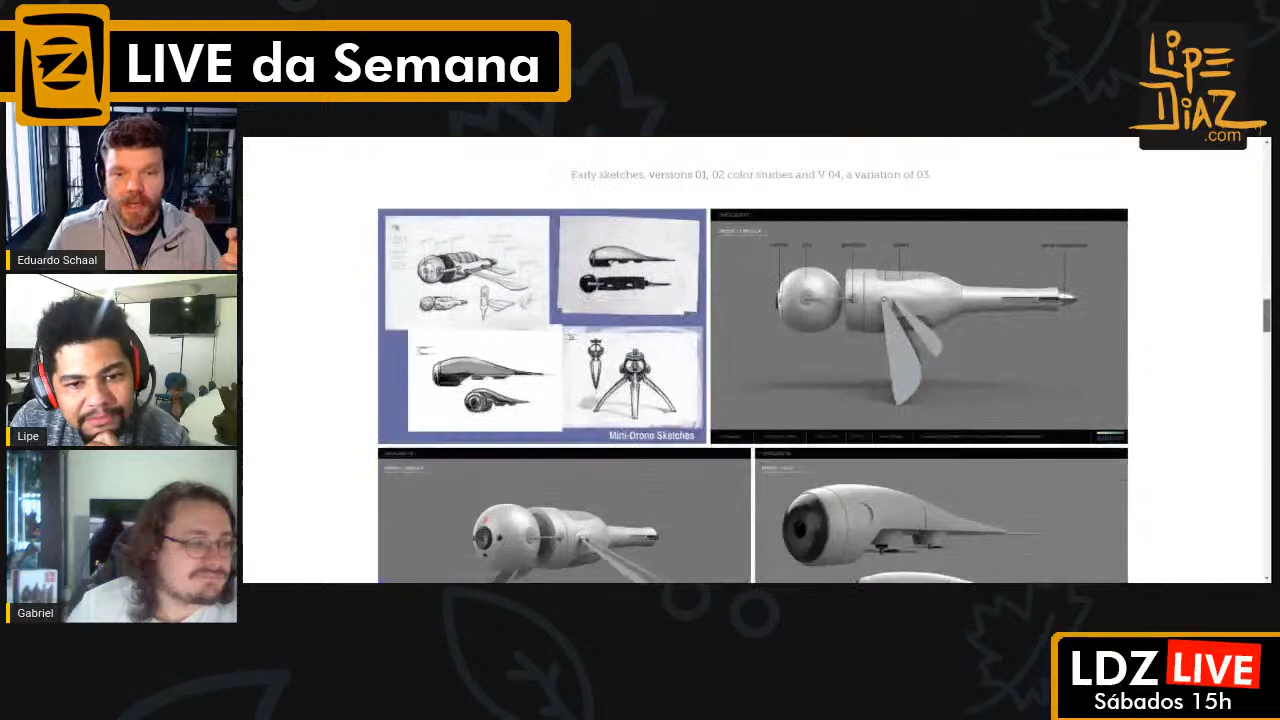 LIVE da Semana
LIPE
DIAZ
.com
Early sketches, versions 01, 02 color studies and V 04, a variation of 03.
Eduardo Schaal
Lipe
Gabriel
Mini-Drone Sketches
LDZ LIVE
Sábados 15h